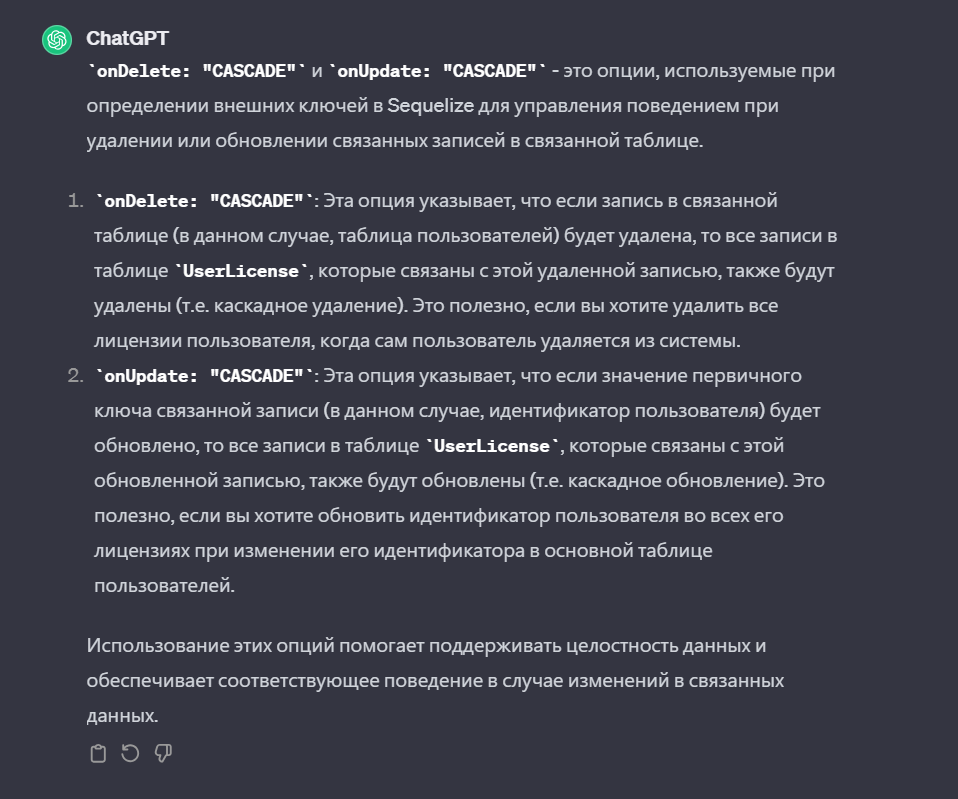 ChatGPT
`onDelete: "CASCADE"` и `onUpdate: "CASCADE"` - это опции, используемые при
определении внешних ключей в Sequelize для управления поведением при
удалении или обновлении связанных записей в связанной таблице.
1. `onDelete: "CASCADE"`: Эта опция указывает, что если запись в связанной
таблице (в данном случае, таблица пользователей) будет удалена, то все записи в
таблице `UserLicense`, которые связаны с этой удаленной записью, также будут
удалены (т.е. каскадное удаление). Это полезно, если вы хотите удалить все
лицензии пользователя, когда сам пользователь удаляется из системы.
2. `onUpdate: "CASCADE"`: Эта опция указывает, что если значение первичного
ключа связанной записи (в данном случае, идентификатор пользователя) будет
обновлено, то все записи в таблице `UserLicense`, которые связаны с этой
обновленной записью, также будут обновлены (т.е. каскадное обновление). Это
полезно, если вы хотите обновить идентификатор пользователя во всех его
лицензиях при изменении его идентификатора в основной таблице
пользователей.
Использование этих опций помогает поддерживать целостность данных и
обеспечивает соответствующее поведение в случае изменений в связанных
данных.